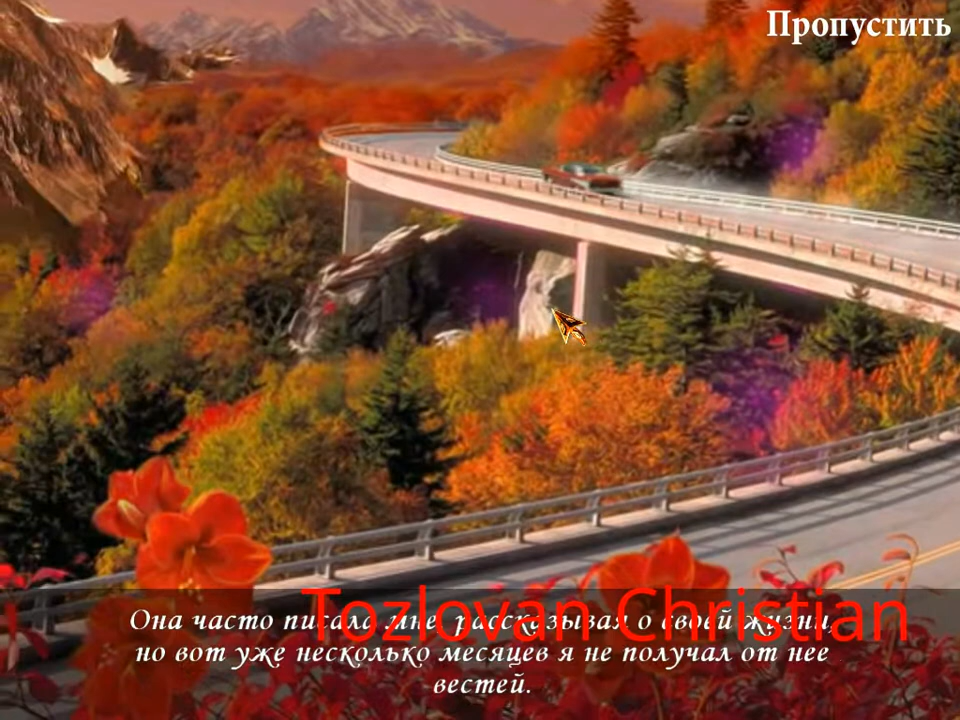 Пропустить
Tozlovan Christian
Она часто писала мне, рассказывая о своей жизни,
но вот уже несколько месяцев я не получал от нее
вестей.